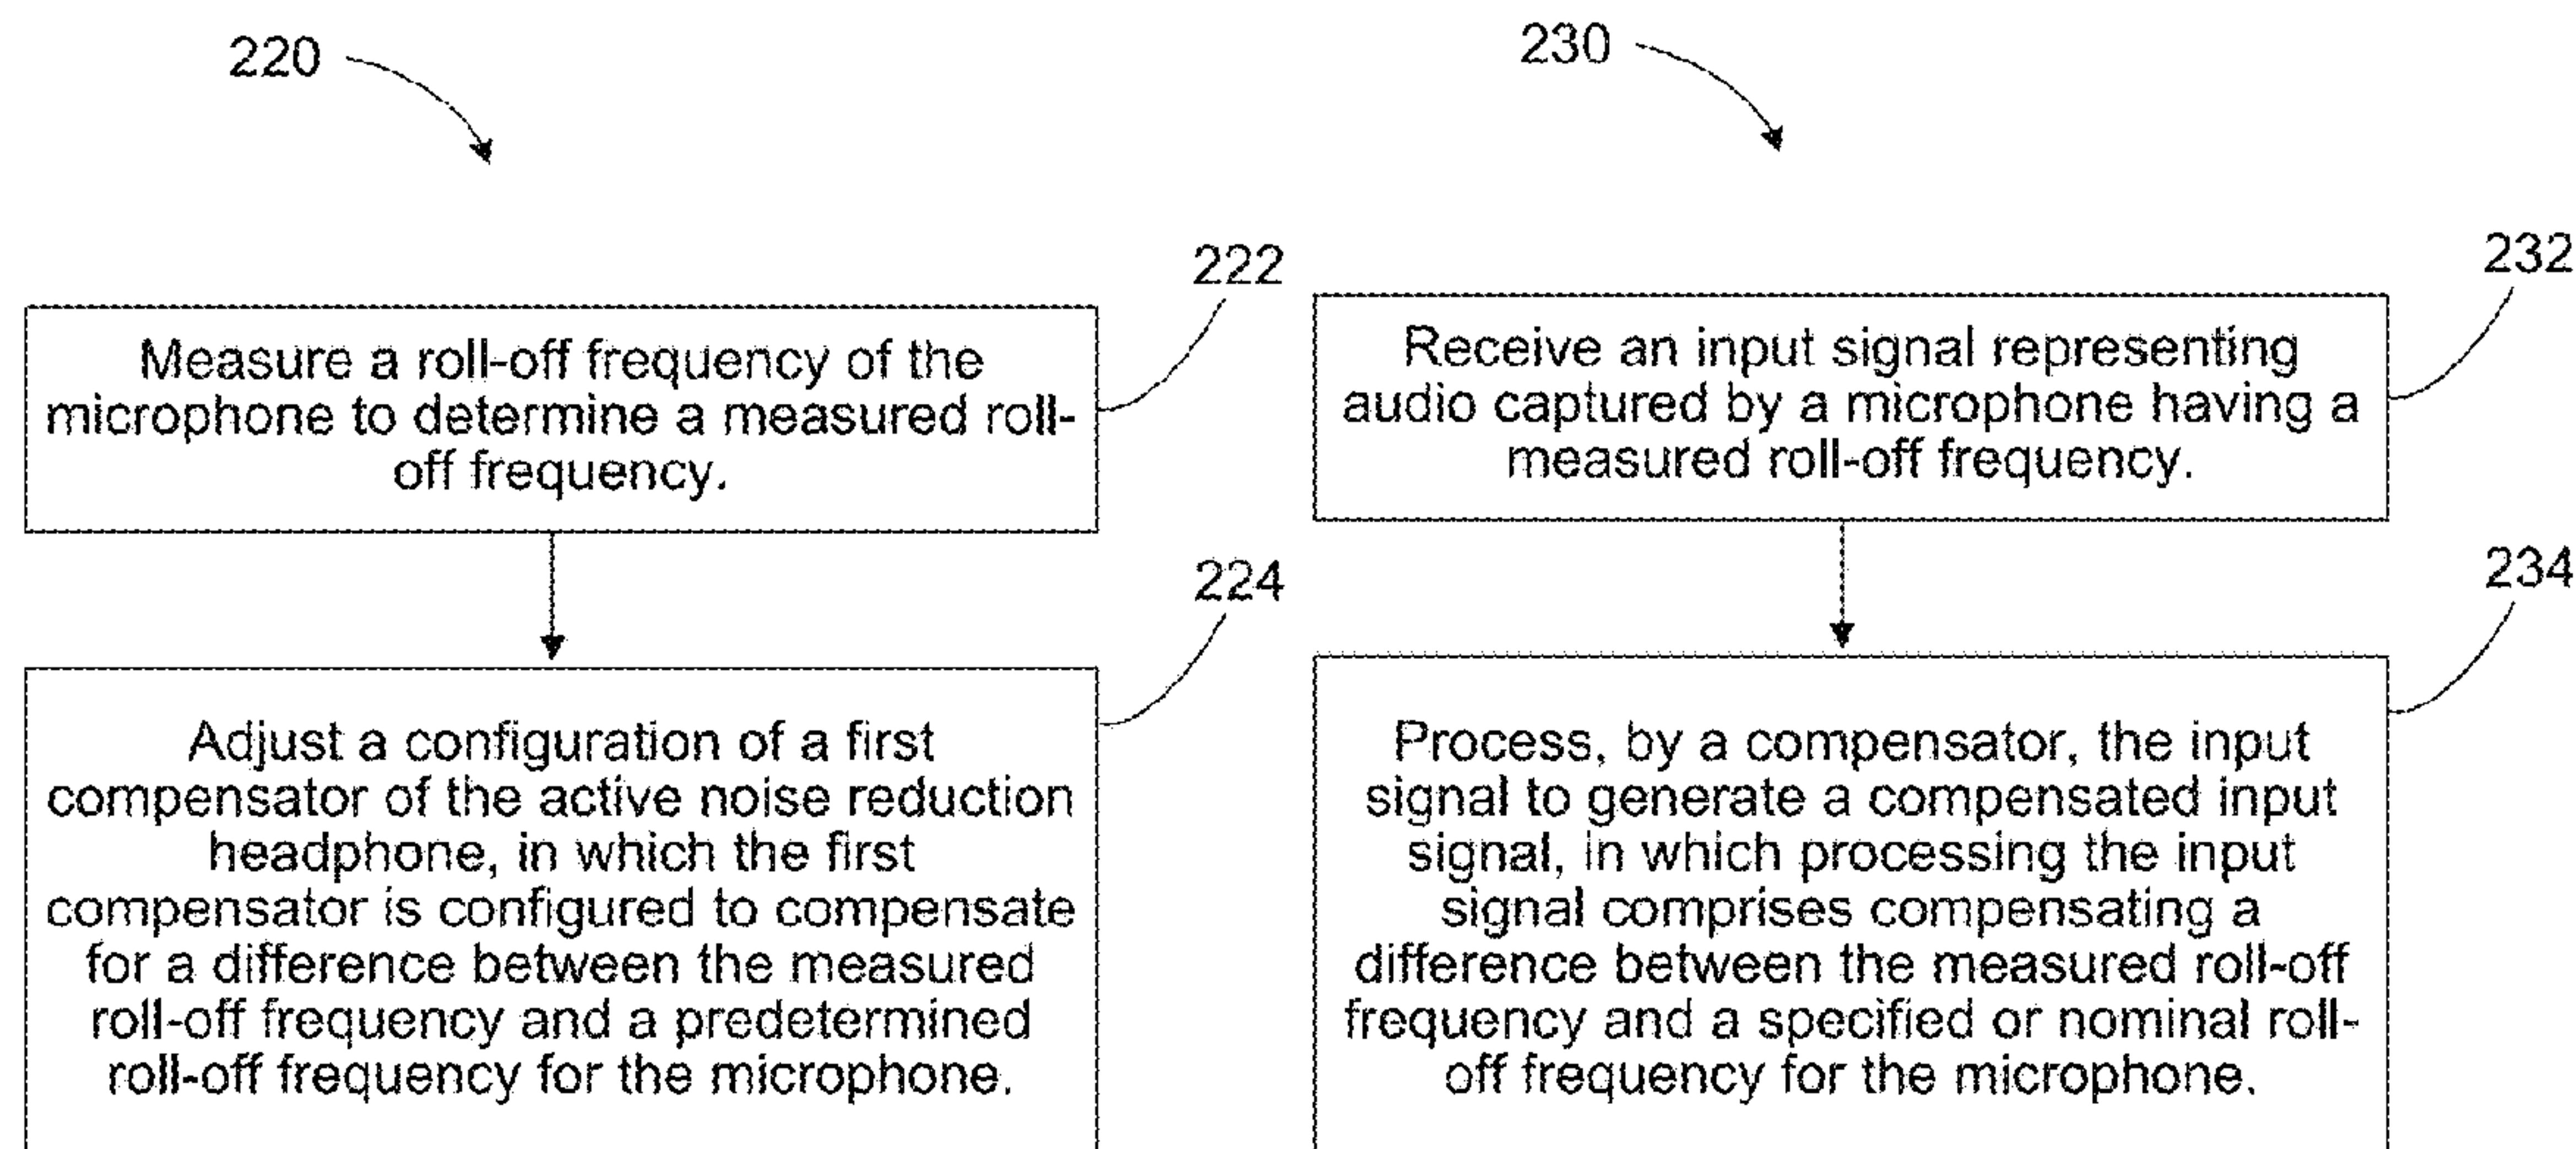 220
222
Measure a roll-off frequency of the
microphone to determine a measured roll-
off frequency.
224
Adjust a configuration of a first
compensator of the active noise reduction
headphone, in which the first
compensator is configured to compensate
for a difference between the measured
roll-off frequency and a predetermined
roll-off frequency for the microphone.
230
232
Receive an input signal representing
audio captured by a microphone having a
measured roll-off frequency.
234
Process, by a compensator, the input
signal to generate a compensated input
signal, in which processing the input
signal comprises compensating a
difference between the measured roll-off
frequency and a specified or nominal roll-
off frequency for the microphone.